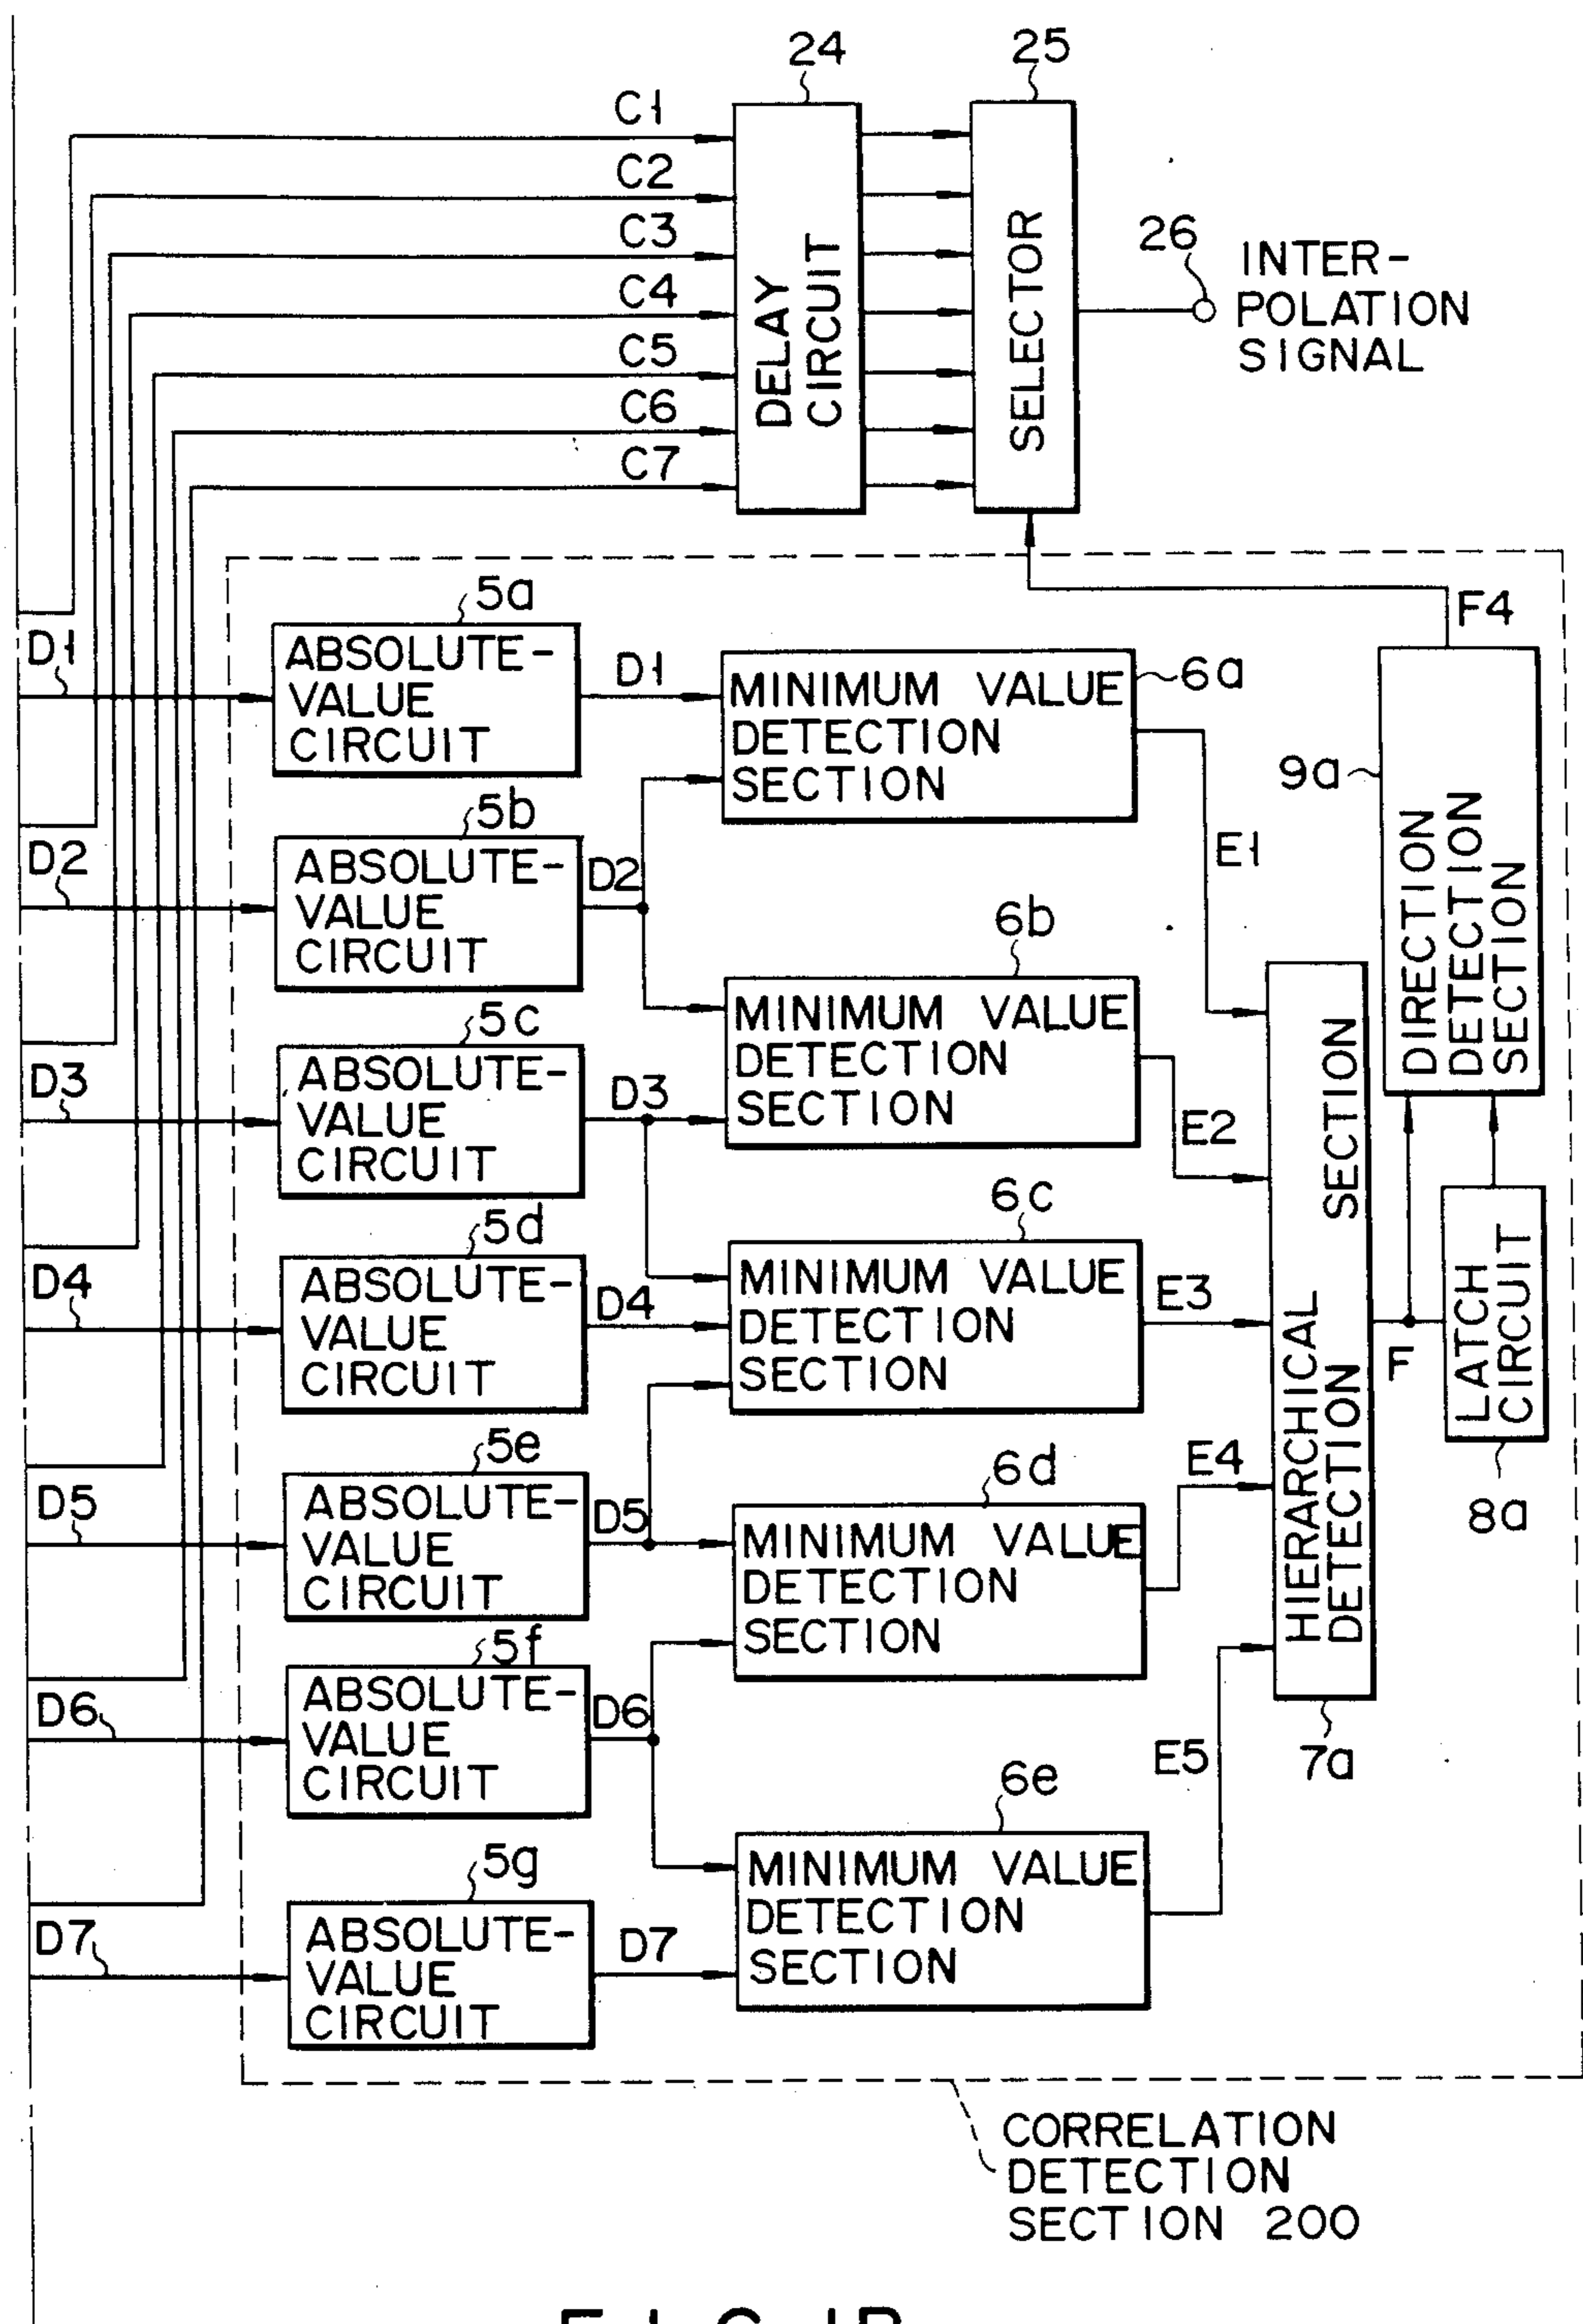 24
25
C1
C2
C3
C4
C5
C6
C7
DELAY
CIRCUIT
SELECTOR
26
INTER-
POLATION
SIGNAL
F4
D1
5a
ABSOLUTE-
VALUE
CIRCUIT
D1
MINIMUM VALUE
DETECTION
SECTION
6a
9a
DIRECTION
DETECTION
SECTION
D2
5b
ABSOLUTE-
VALUE
CIRCUIT
D2
E1
6b
MINIMUM VALUE
DETECTION
SECTION
D3
5c
ABSOLUTE-
VALUE
CIRCUIT
D3
E2
HIERARCHICAL
DETECTION SECTION
D4
5d
ABSOLUTE-
VALUE
CIRCUIT
D4
6c
MINIMUM VALUE
DETECTION
SECTION
E3
F
LATCH
CIRCUIT
8a
D5
5e
ABSOLUTE-
VALUE
CIRCUIT
D5
6d
MINIMUM VALUE
DETECTION
SECTION
E4
D6
5f
ABSOLUTE-
VALUE
CIRCUIT
D6
E5
7a
6e
MINIMUM VALUE
DETECTION
SECTION
D7
5g
ABSOLUTE-
VALUE
CIRCUIT
D7
CORRELATION
DETECTION
SECTION 200